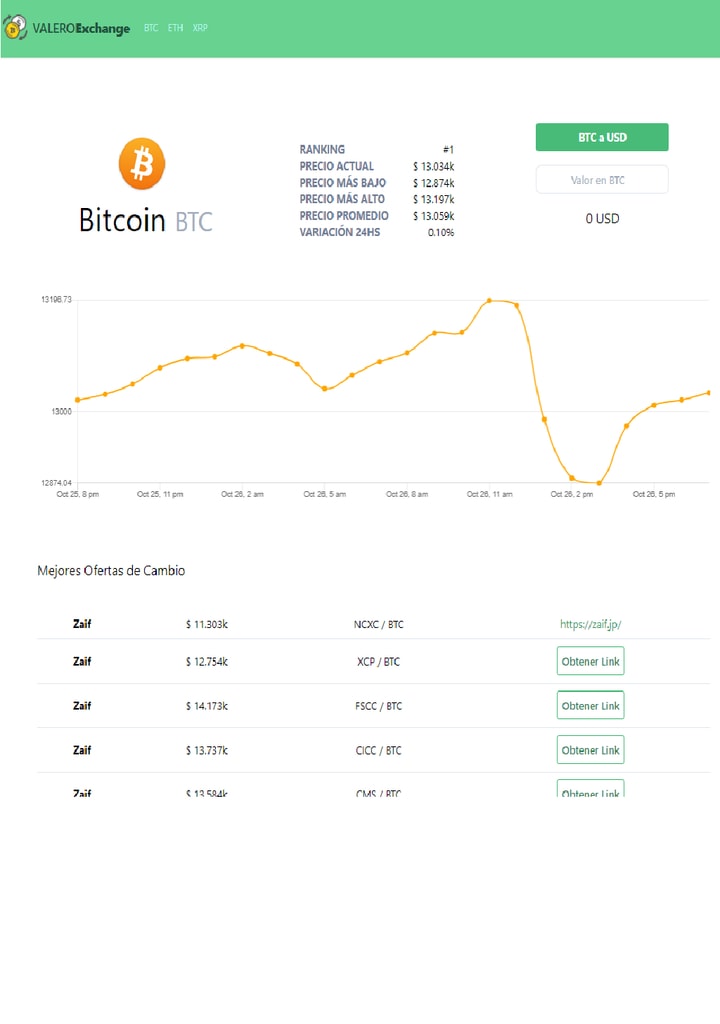 VALEROExchange BTC ETH XRP
Bitcoin BTC
RANKING #1
PRECIO ACTUAL $ 13.034k
PRECIO MÁS BAJO $ 12.874k
PRECIO MÁS ALTO $ 13.197k
PRECIO PROMEDIO $ 13.059k
VARIACIÓN 24HS 0.10%
BTC a USD
Valor en BTC
0 USD
13196.73
13000
12874.04
Oct 25, 8 pm Oct 25, 11 pm Oct 26, 2 am Oct 26, 5 am Oct 26, 8 am Oct 26, 11 am Oct 26, 2 pm Oct 26, 5 pm
Mejores Ofertas de Cambio
Zaif $ 11.303k NCXC / BTC https://zaif.jp/
Zaif $ 12.754k XCP / BTC Obtener Link
Zaif $ 14.173k FSCC / BTC Obtener Link
Zaif $ 13.737k CICC / BTC Obtener Link
Zaif $ 13.584k CMS / BTC Obtener Link